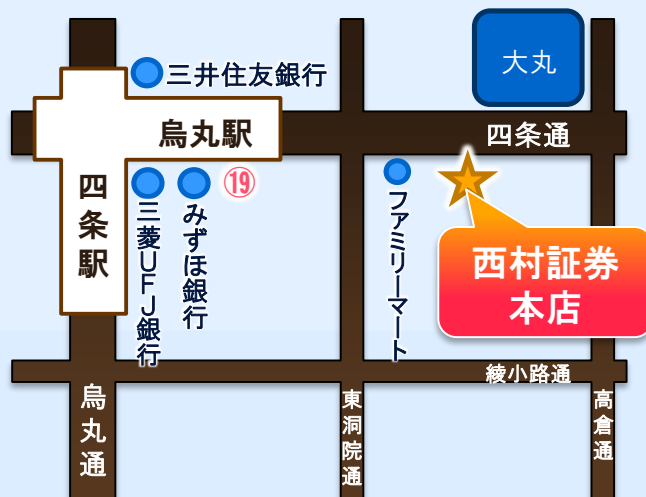 大丸
三井住友銀行
烏丸駅
四条通
四条駅
⑲
三菱UFJ銀行
みずほ銀行
ファミリーマート
西村証券
本店
綾小路通
烏丸通
東洞院通
高倉通